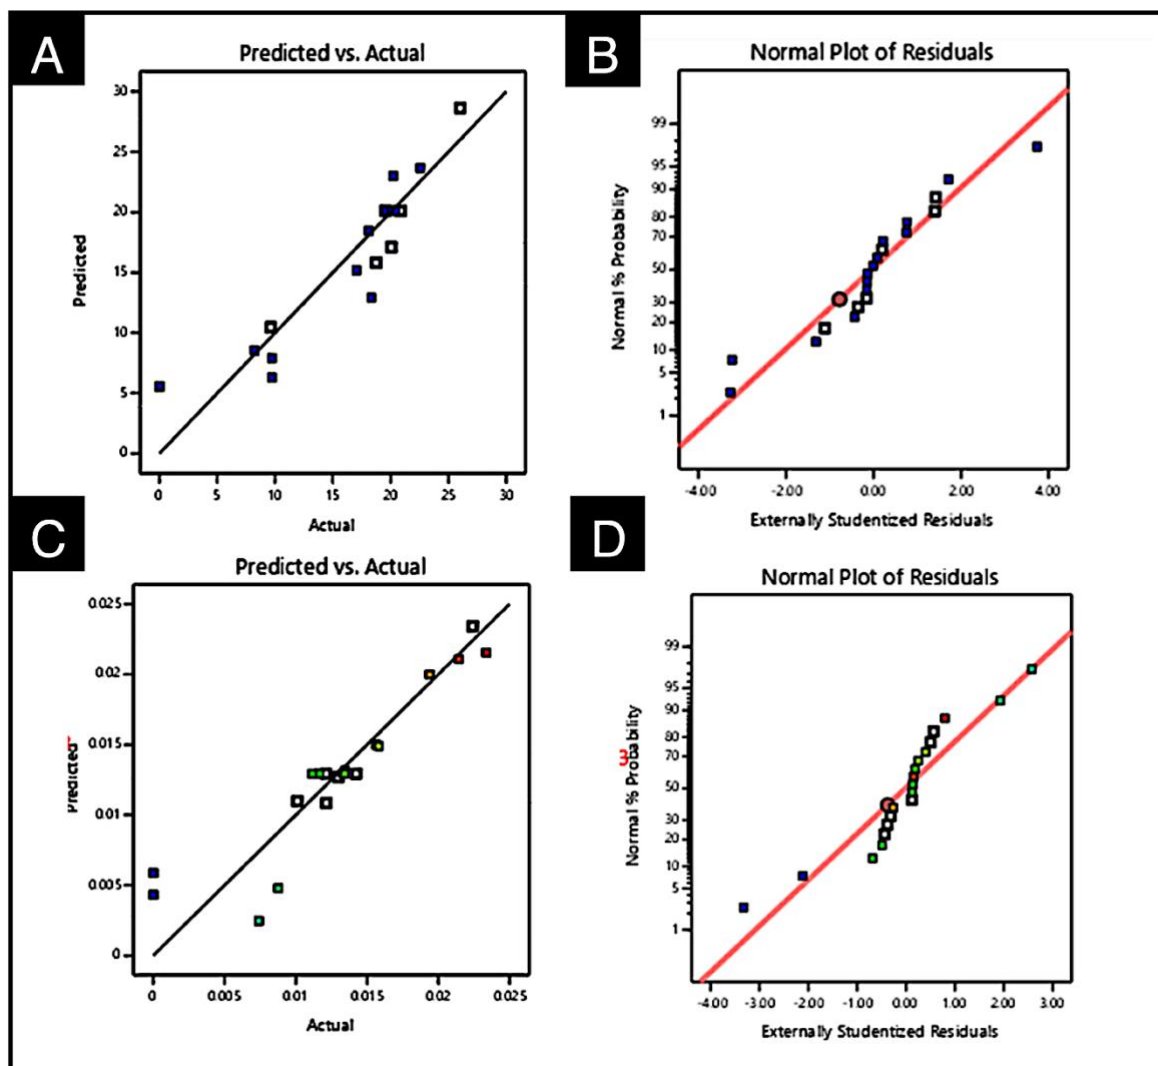 A
Predicted vs. Actual
30
25
20
15
10
5
0
Predicted
0 5 10 15 20 25 30
Actual
B
Normal Plot of Residuals
99
95
90
80
70
50
30
20
10
5
1
Normal % Probability
-4.00 -2.00 0.00 2.00 4.00
Externally Studentized Residuals
C
Predicted vs. Actual
0.025
0.02
0.015
0.01
0.005
0
Predicted
0 0.005 0.01 0.015 0.02 0.025
Actual
D
Normal Plot of Residuals
99
95
90
80
70
50
30
20
10
5
1
3
Normal % Probability
-4.00 -3.00 -2.00 -1.00 0.00 1.00 2.00 3.00
Externally Studentized Residuals